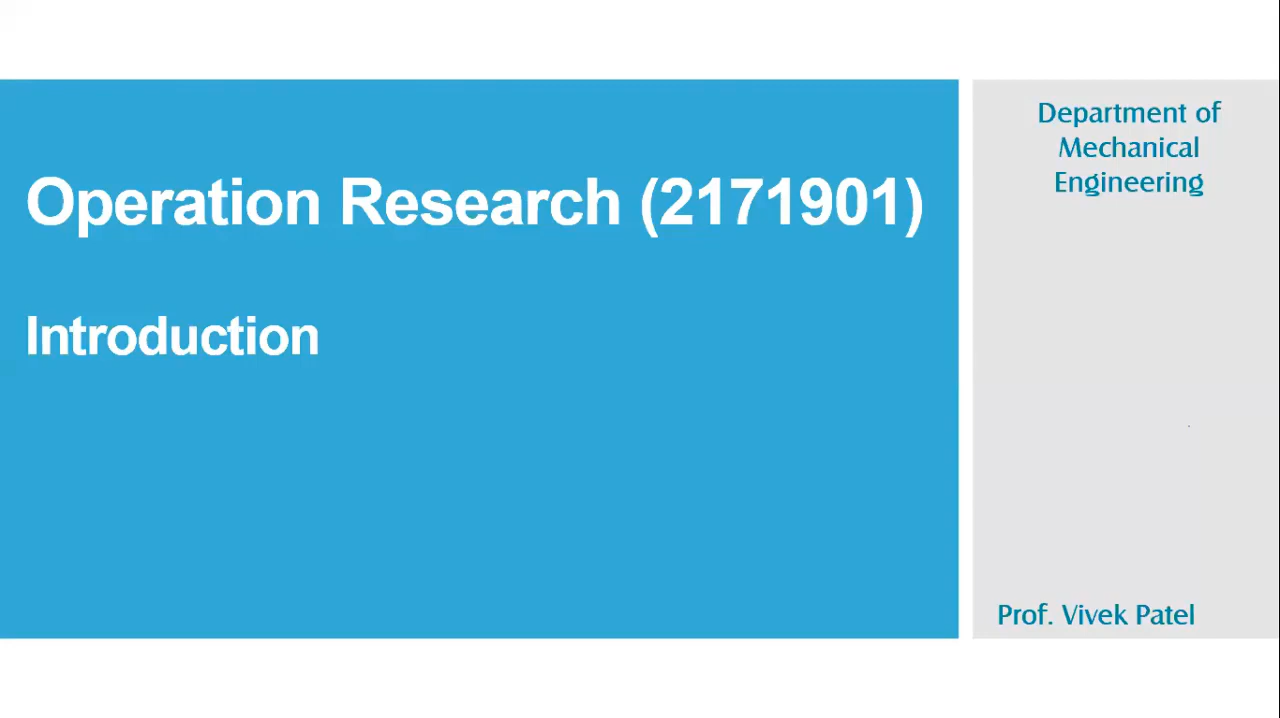 Operation Research (2171901)
Introduction
Department of
Mechanical
Engineering
Prof. Vivek Patel